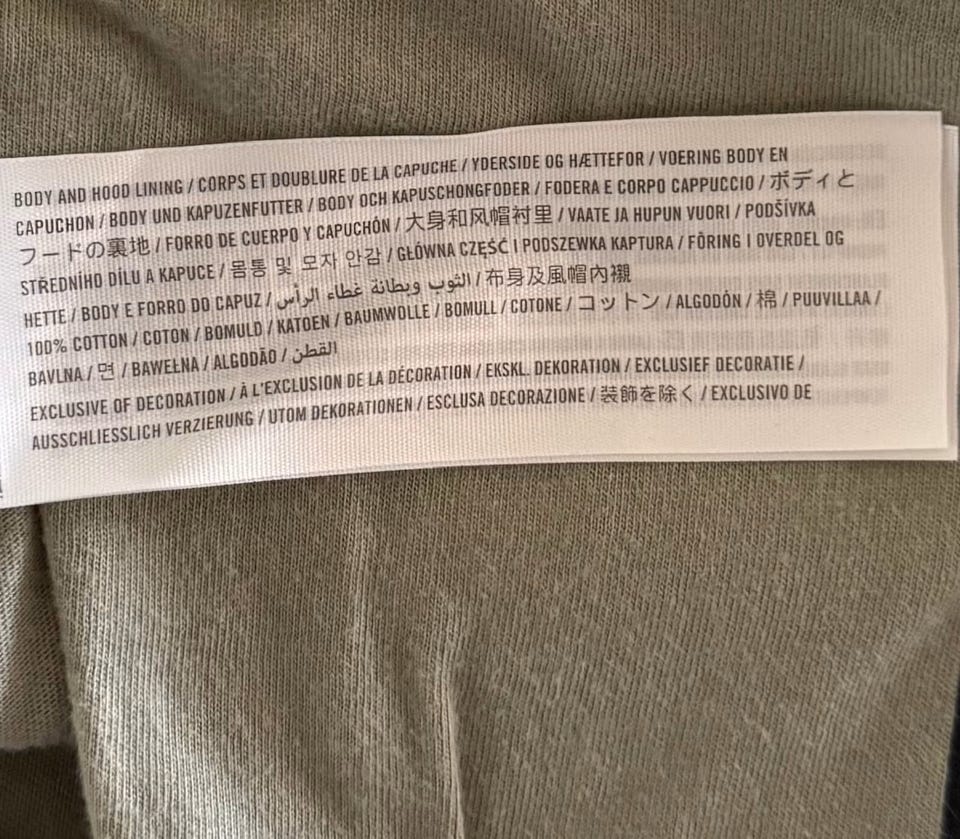 BODY AND HOOD LINING / CORPS ET DOUBLURE DE LA CAPUCHE / YDERSIDE OG HÆTTEFOR / VOERING BODY EN
CAPUCHON / BODY UND KAPUZENFUTTER / BODY OCH KAPUSCHONGFODER / FODERA E CORPO CAPPUCCIO / ボディと
フードの裏地 / FORRO DE CUERPO Y CAPUCHÓN / 大身和风帽衬里 / VAATE JA HUPUN VUORI / PODŠÍVKA
STŘEDNÍHO DÍLU A KAPUCE / 몸통 및 모자 안감 / GŁÓWNA CZĘŚĆ I PODSZEWKA KAPTURA / FÔRING I OVERDEL OG
HETTE / BODY E FORRO DO CAPUZ / الثوب وبطانة غطاء الرأس / 布身及風帽內襯
100% COTTON / COTON / BOMULD / KATOEN / BAUMWOLLE / BOMULL / COTONE / コットン / ALGODÓN / 棉 / PUUVILLAA /
BAVLNA / 면 / BAWEŁNA / ALGODÃO / القطن
EXCLUSIVE OF DECORATION / À L'EXCLUSION DE LA DÉCORATION / EKSKL. DEKORATION / EXCLUSIEF DECORATIE /
AUSSCHLIESSLICH VERZIERUNG / UTOM DEKORATIONEN / ESCLUSA DECORAZIONE / 装飾を除く / EXCLUSIVO DE